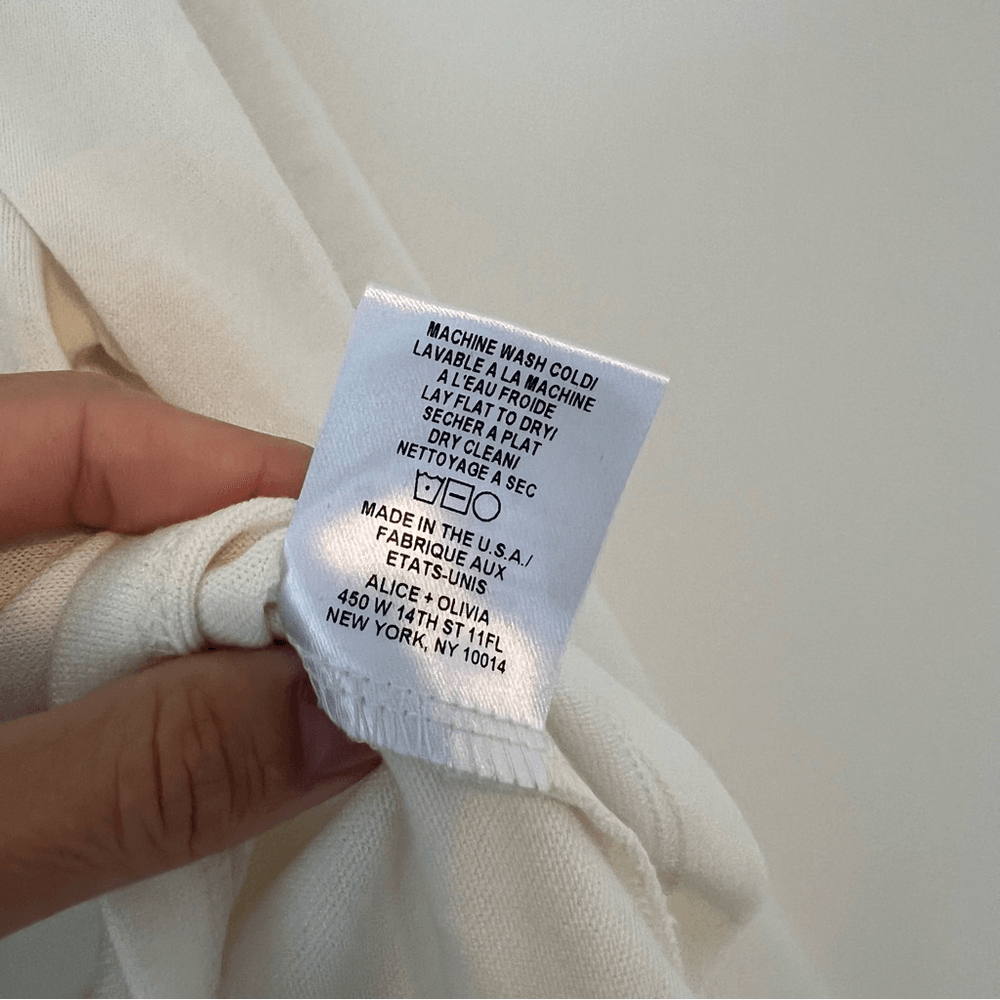 MACHINE WASH COLD/
LAVABLE A LA MACHINE
A L'EAU FROIDE
LAY FLAT TO DRY/
SECHER A PLAT
DRY CLEAN/
NETTOYAGE A SEC
MADE IN THE U.S.A./
FABRIQUE AUX
ETATS-UNIS
ALICE + OLIVIA
450 W 14TH ST 11FL
NEW YORK, NY 10014